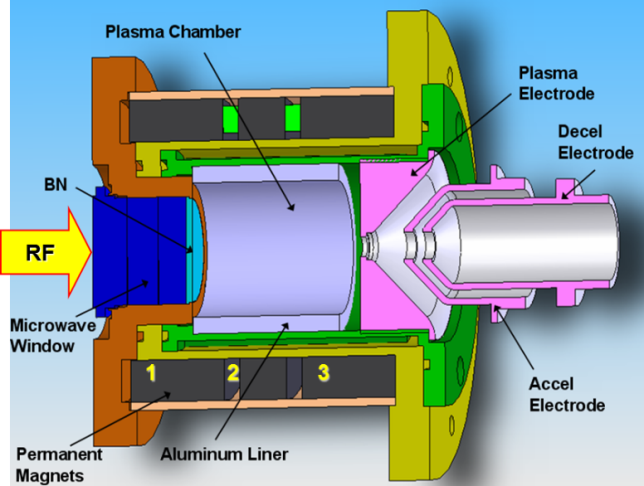 Plasma Chamber
Plasma
Electrode
Decel
Electrode
BN
RF
Microwave
Window
1
2
3
Accel
Electrode
Permanent
Magnets
Aluminum Liner